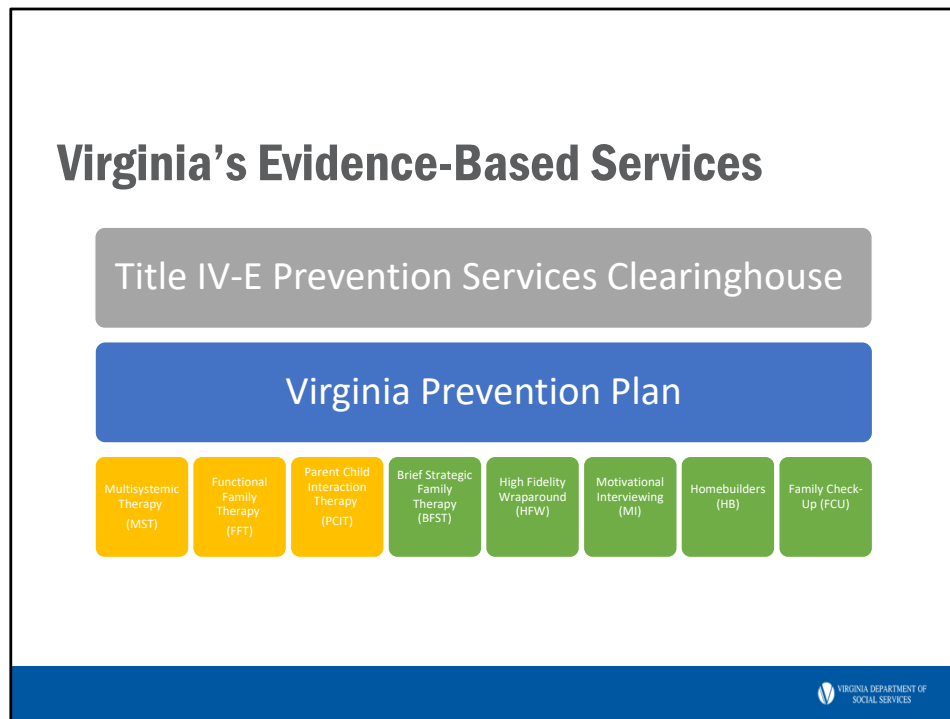 Virginia's Evidence-Based Services
Title IV-E Prevention Services Clearinghouse
Virginia Prevention Plan
Multisystemic
Therapy
(MST)
Functional
Family
Therapy
(FFT)
Parent Child
Interaction
Therapy
(PCIT)
Brief Strategic
Family
Therapy
(BFST)
High Fidelity
Wraparound
(HFW)
Motivational
Interviewing
(MI)
Homebuilders
(HB)
Family Check-
Up (FCU)
VIRGINIA DEPARTMENT OF
SOCIAL SERVICES